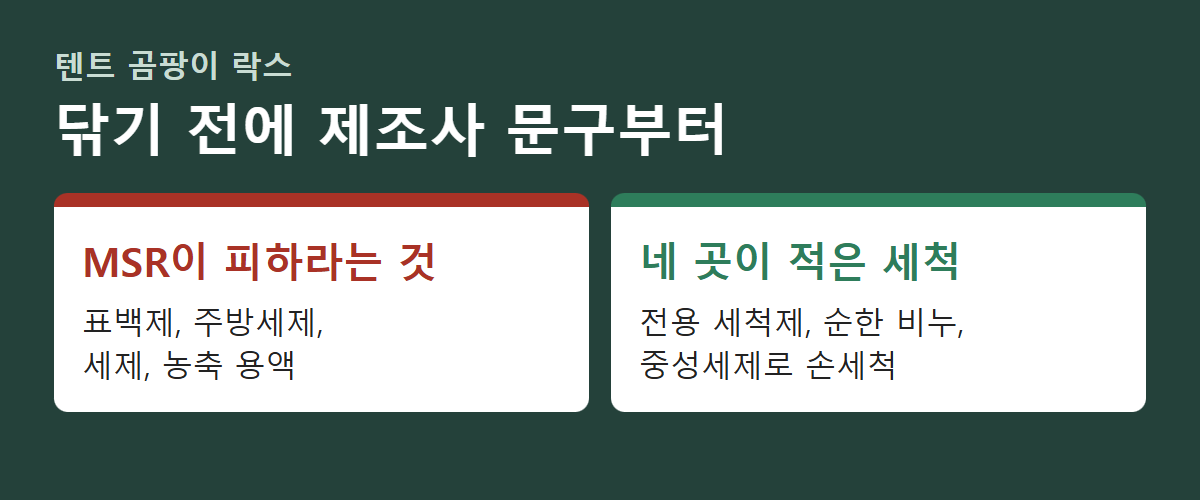 텐트 곰팡이 락스
닦기 전에 제조사 문구부터
MSR이 피하라는 것
표백제, 주방세제,
세제, 농축 용액
네 곳이 적은 세척
전용 세척제, 순한 비누,
중성세제로 손세척